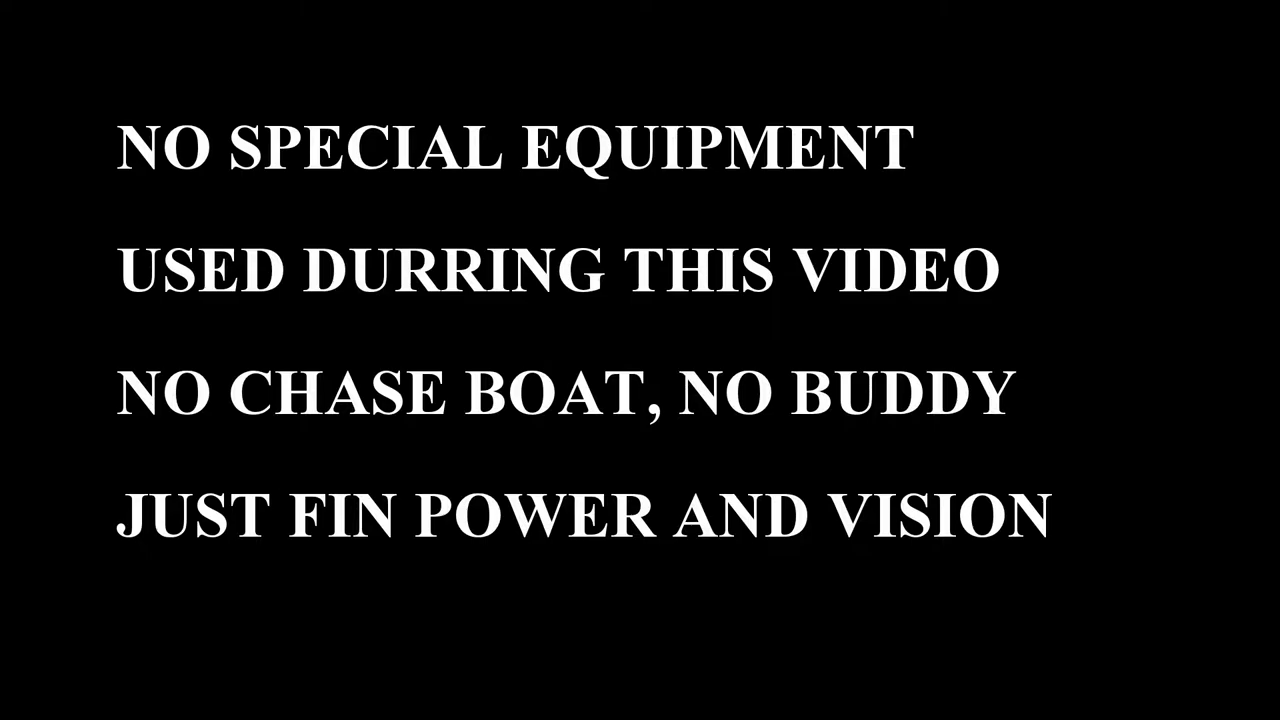 NO SPECIAL EQUIPMENT
USED DURRING THIS VIDEO
NO CHASE BOAT, NO BUDDY
JUST FIN POWER AND VISION